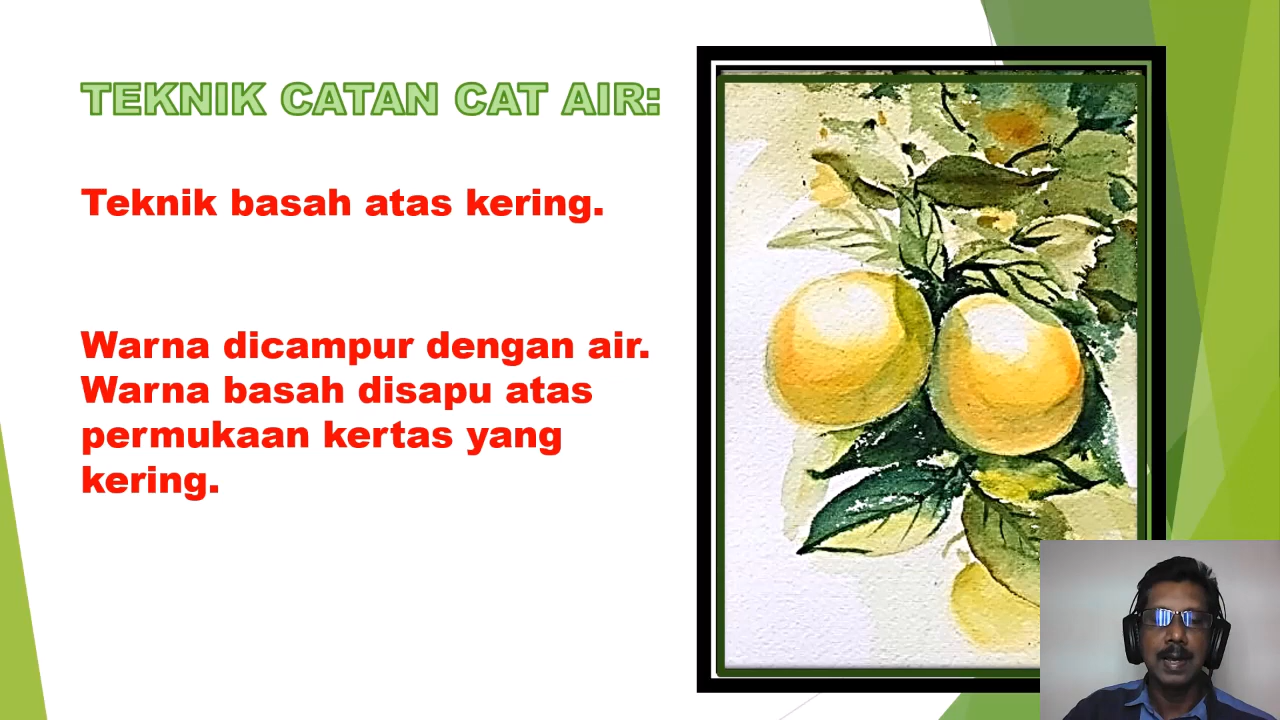 TEKNIK CATAN CAT AIR:
Teknik basah atas kering.
Warna dicampur dengan air.
Warna basah disapu atas
permukaan kertas yang
kering.